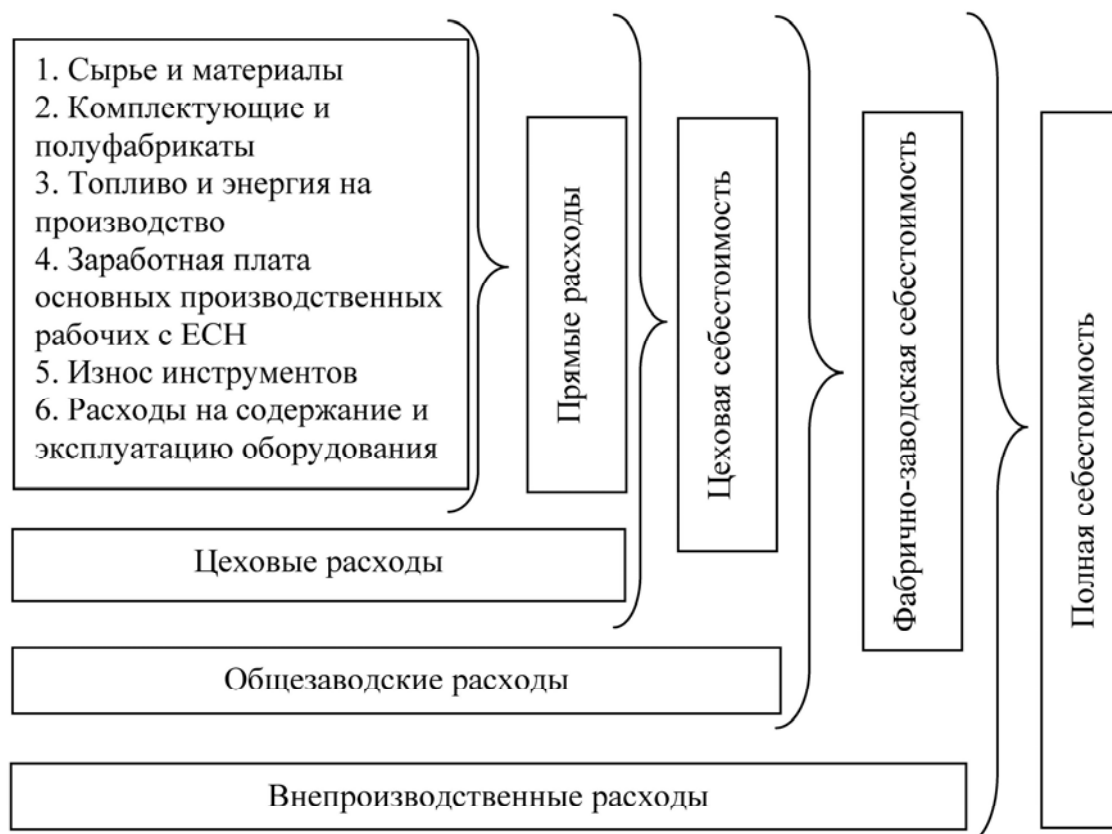 1. Сырье и материалы
2. Комплектующие и
полуфабрикаты
3. Топливо и энергия на
производство
4. Заработная плата
основных производственных
рабочих с ЕСН
5. Износ инструментов
6. Расходы на содержание и
эксплуатацию оборудования
Прямые расходы
Цеховая себестоимость
Фабрично-заводская себестоимость
Полная себестоимость
Цеховые расходы
Общезаводские расходы
Внепроизводственные расходы